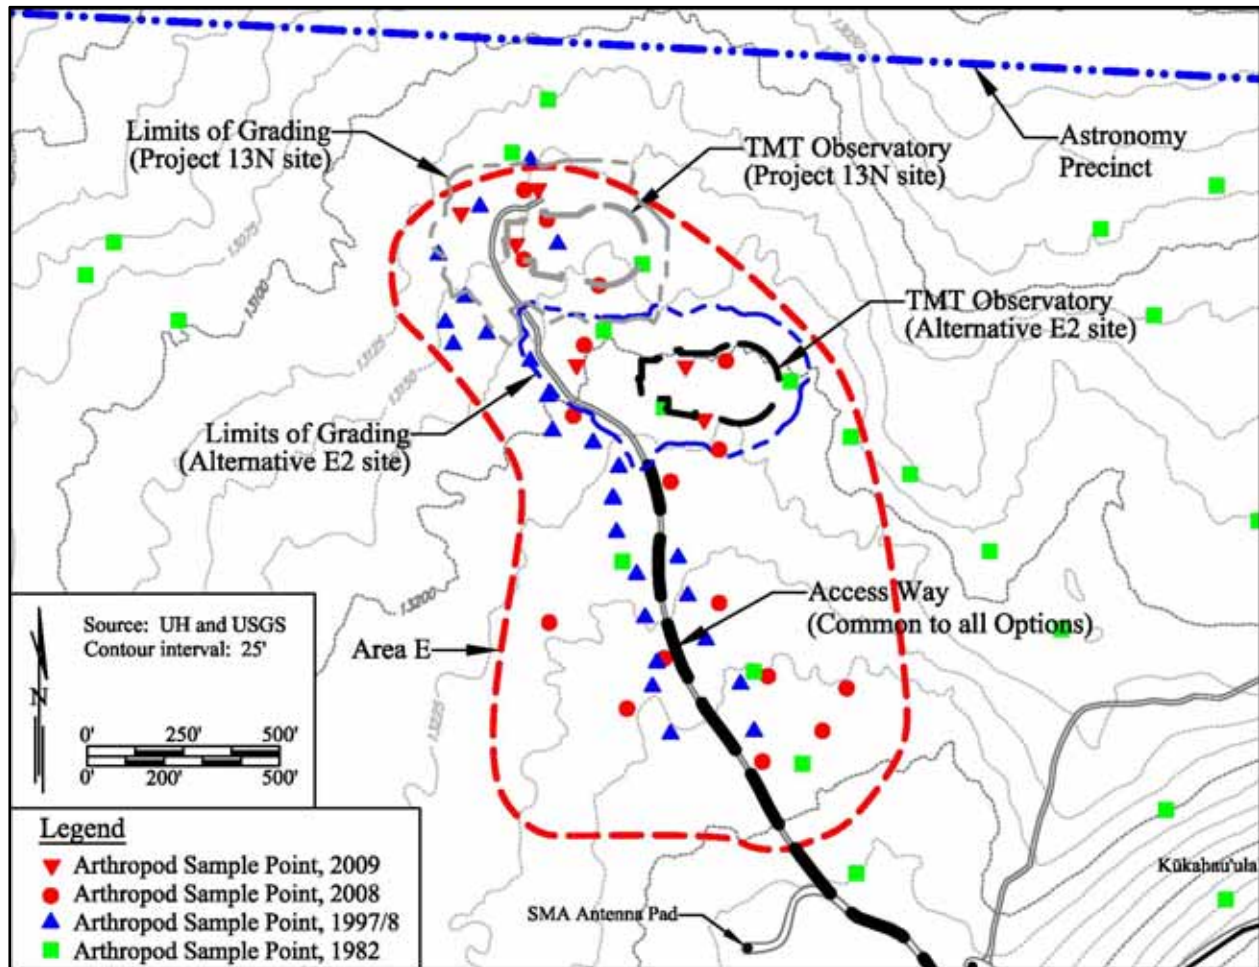 Limits of Grading
(Project 13N site)
TMT Observatory
(Project 13N site)
Astronomy
Precinct
13050
13075
13075
13100
TMT Observatory
(Alternative E2 site)
13125
13150
Limits of Grading
(Alternative E2 site)
13200
Access Way
(Common to all Options)
Area E
13225
Source: UH and USGS
Contour interval: 25'
N
0' 250' 500'
0' 200' 500'
Legend
Arthropod Sample Point, 2009
Arthropod Sample Point, 2008
Arthropod Sample Point, 1997/8
Arthropod Sample Point, 1982
SMA Antenna Pad
Kūkahau'ula